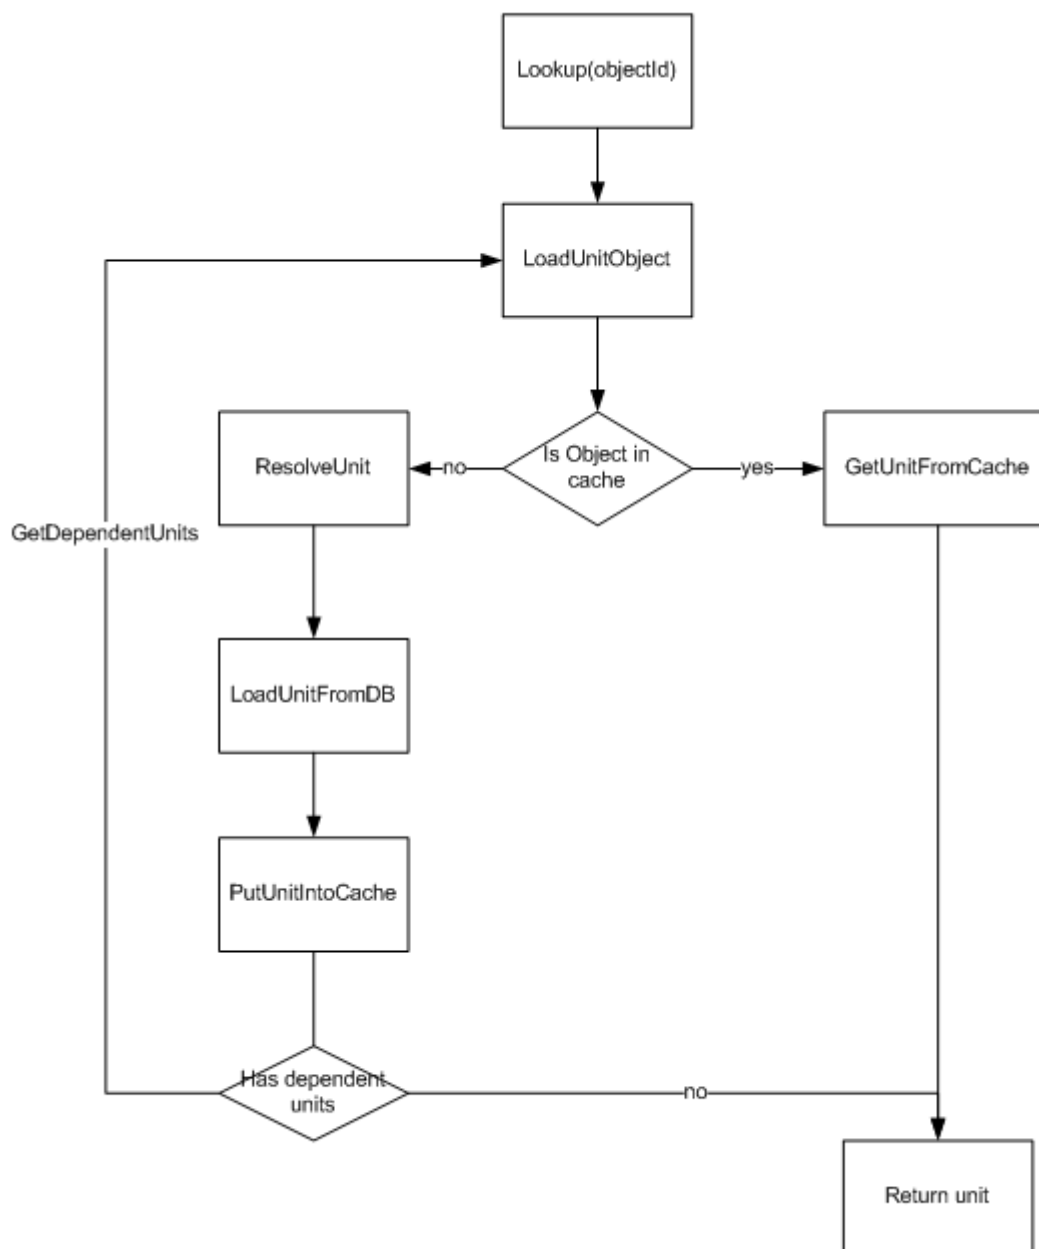 Lookup(objectId)
LoadUnitObject
Is Object in
cache
no
yes
ResolveUnit
GetUnitFromCache
GetDependentUnits
LoadUnitFromDB
PutUnitIntoCache
Has dependent
units
no
Return unit